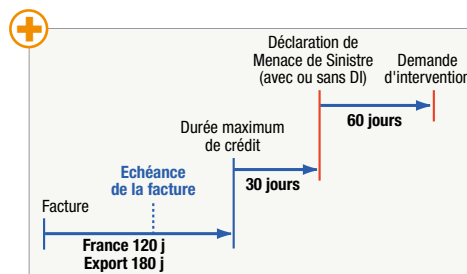 Déclaration de
Menace de Sinistre
(avec ou sans DI)
Demande
d'intervention
60 jours
Durée maximum
de crédit
30 jours
Echéance
de la facture
Facture
France 120 j
Export 180 j